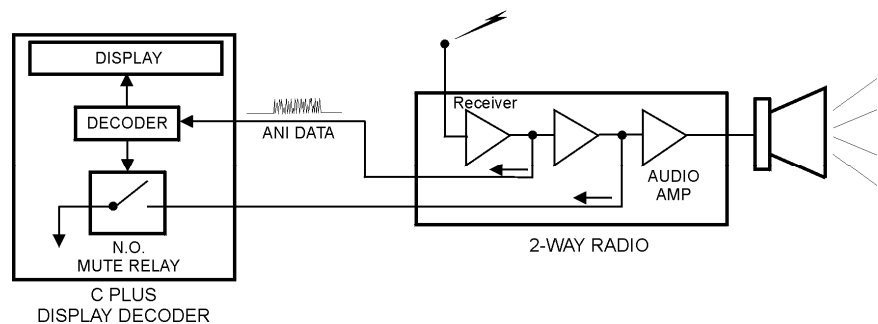 DISPLAY
DECODER
N.O.
MUTE RELAY
C PLUS
DISPLAY DECODER
ANI DATA
Receiver
AUDIO
AMP
2-WAY RADIO